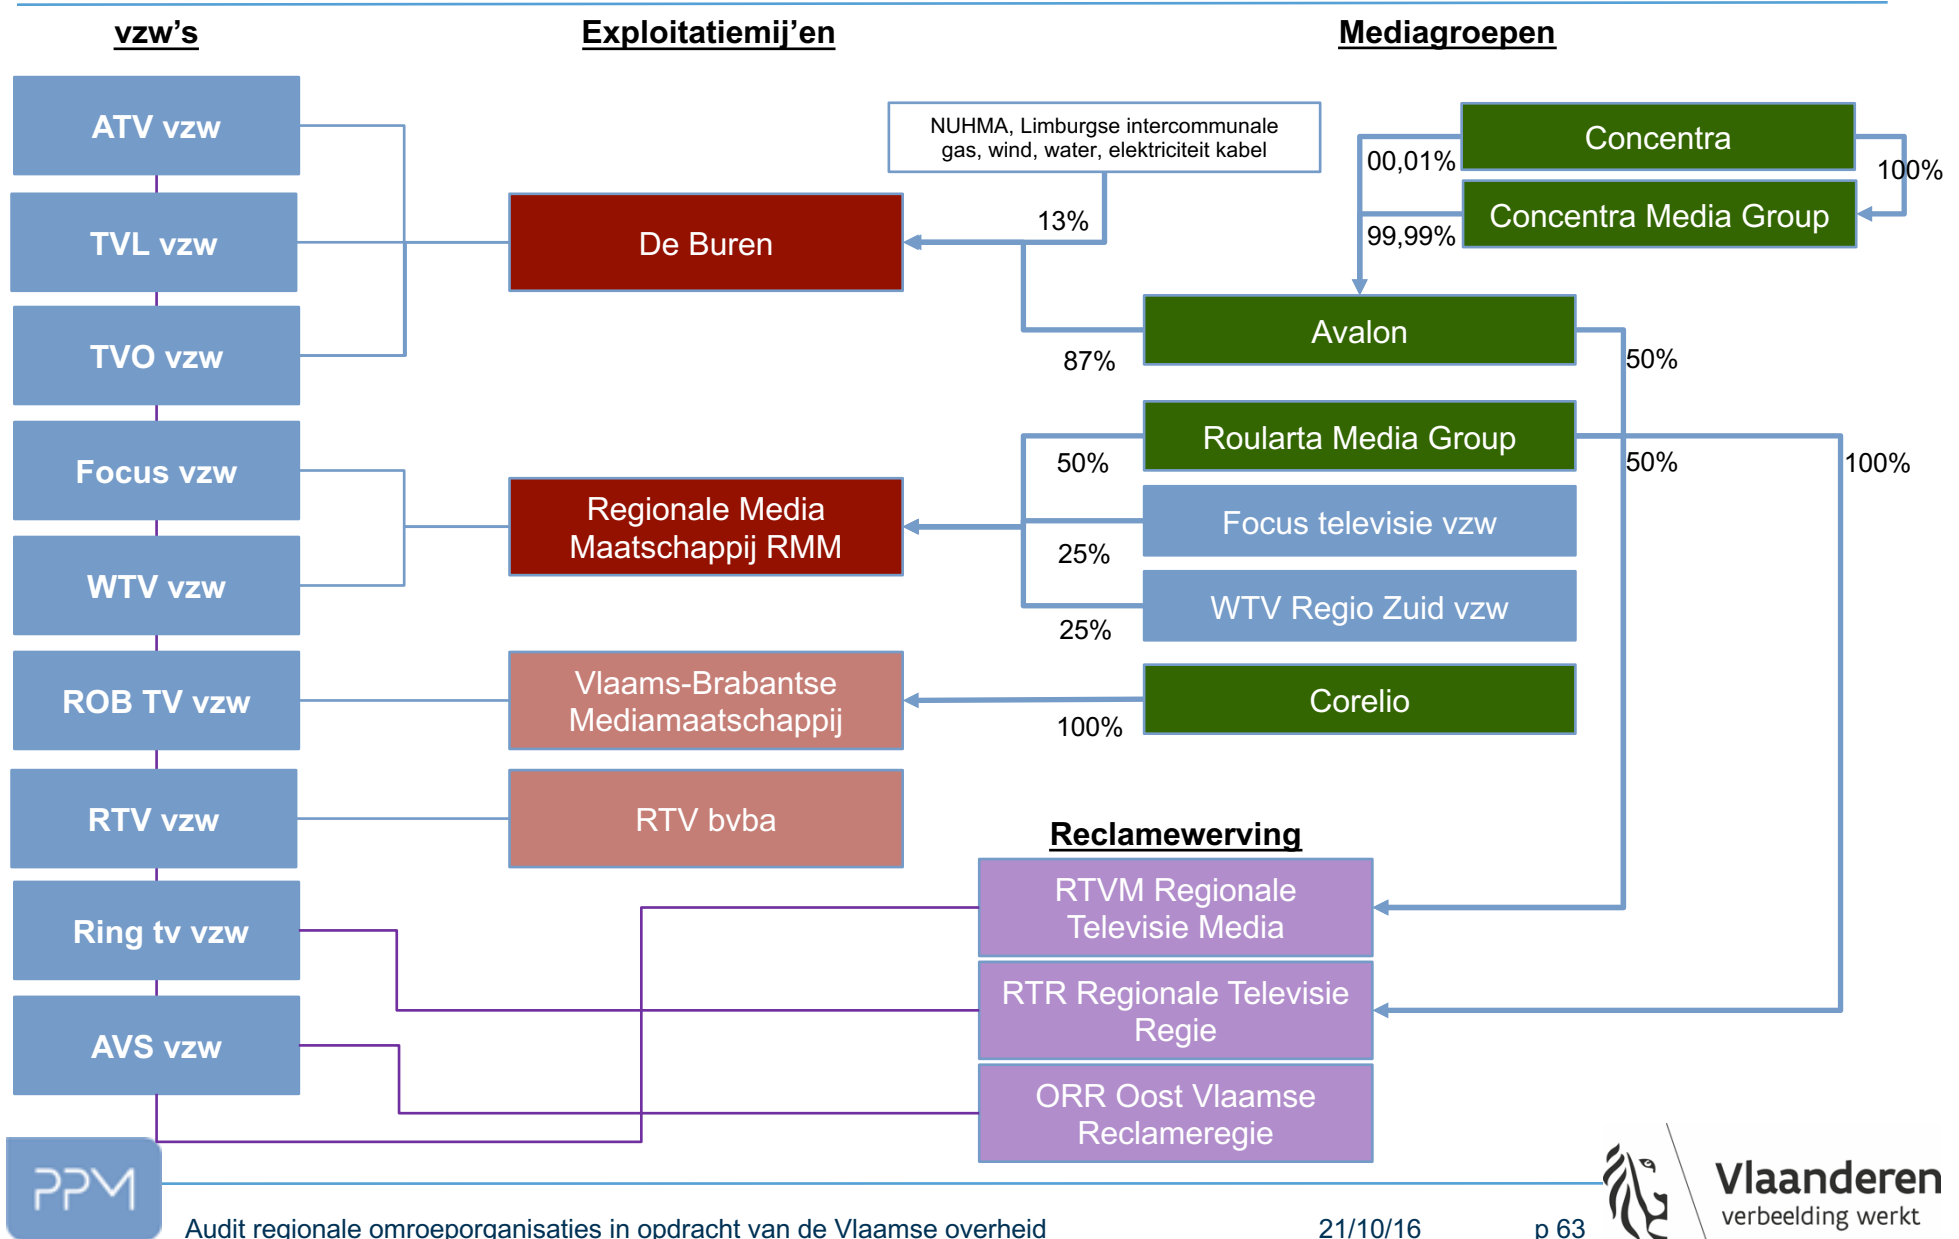 vzw's
Exploitatiemij'en
Mediagroepen
ATV vzw
TVL vzw
TVO vzw
Focus vzw
WTV vzw
ROB TV vzw
RTV vzw
Ring tv vzw
AVS vzw
De Buren
Regionale Media
Maatschappij RMM
Vlaams-Brabantse
Mediamaatschappij
RTV bvba
NUHMA, Limburgse intercommunale
gas, wind, water, elektriciteit kabel
13%
87%
50%
25%
25%
100%
Concentra
00,01%
100%
Concentra Media Group
99,99%
Avalon
50%
Roularta Media Group
50%
100%
Focus televisie vzw
WTV Regio Zuid vzw
Corelio
Reclamewerving
RTVM Regionale
Televisie Media
RTR Regionale Televisie
Regie
ORR Oost Vlaamse
Reclameregie
PPM
Audit regionale omroeporganisaties in opdracht van de Vlaamse overheid
21/10/16
p 63
Vlaanderen
verbeelding werkt